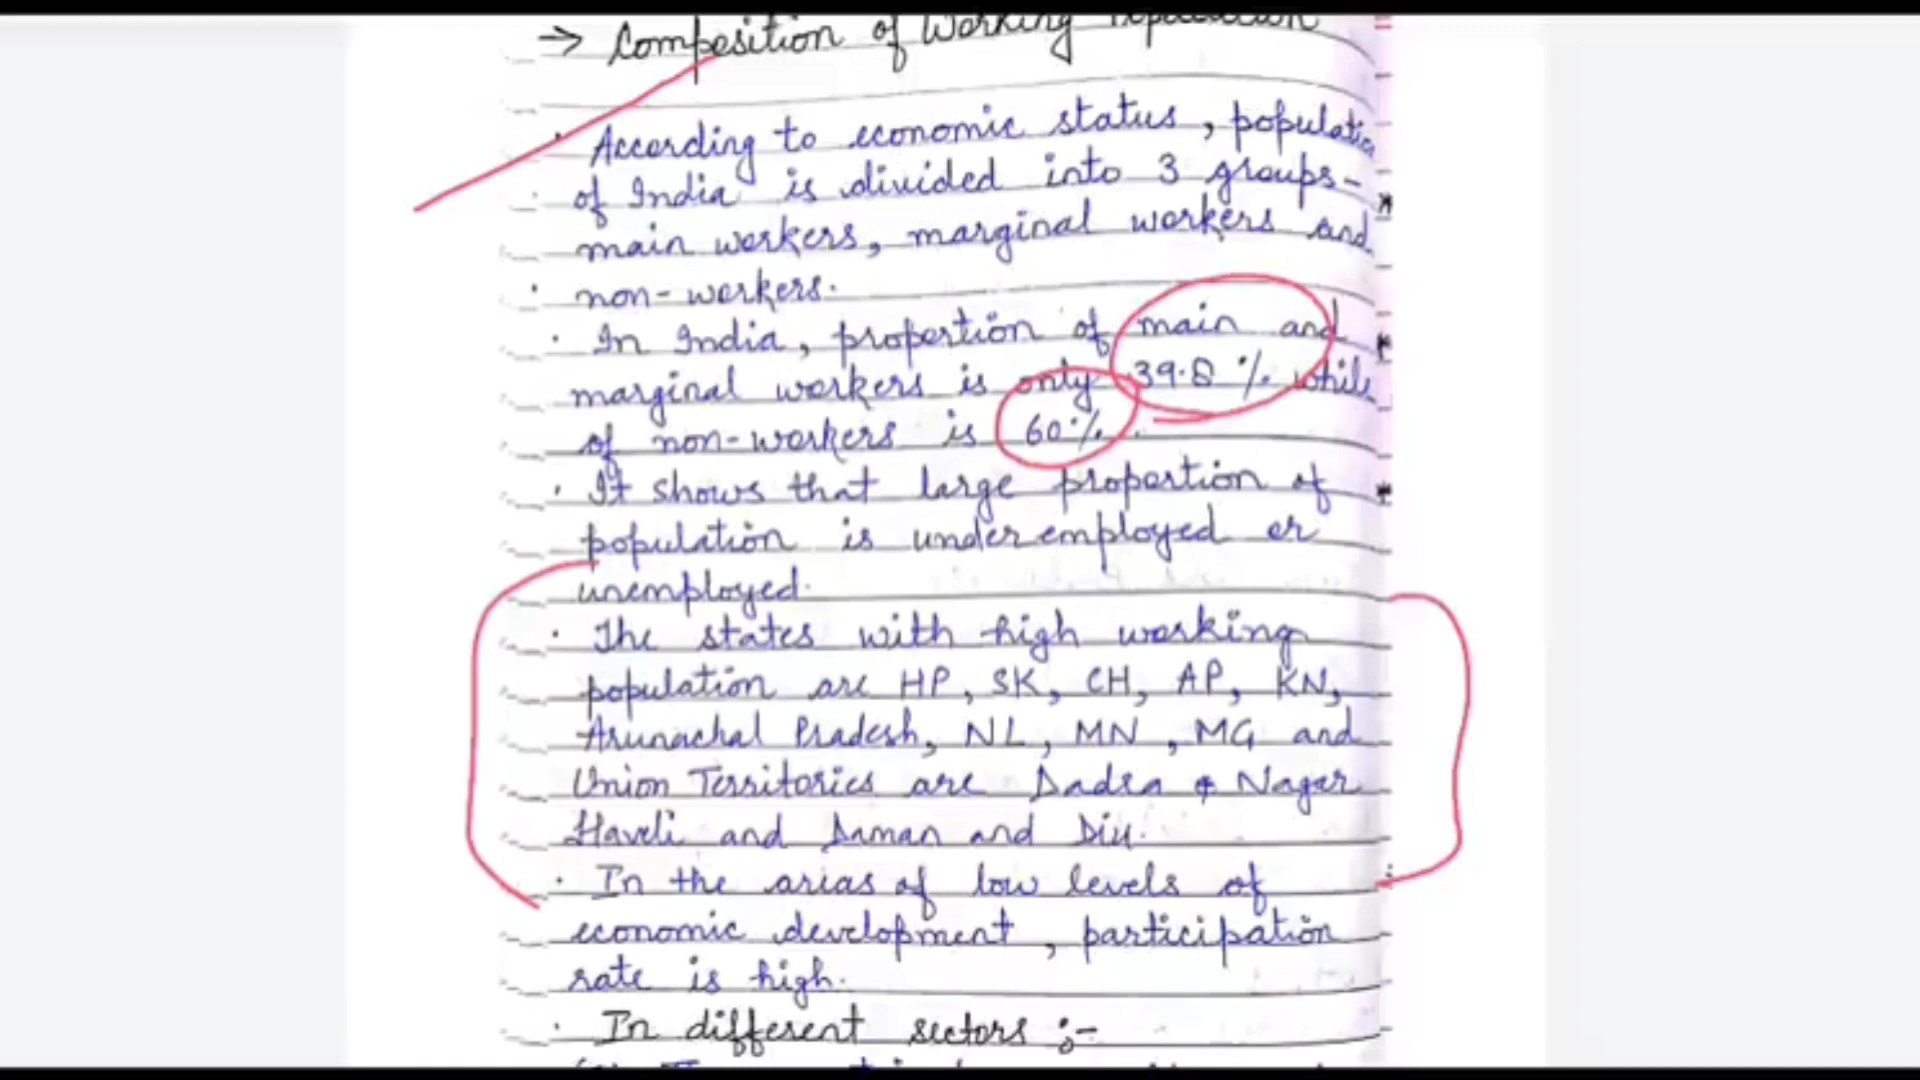 → Composition of Working Population
· According to economic status, population
of India is divided into 3 groups-
main workers, marginal workers and
non-workers.
· In India, proportion of main and
marginal workers is only 39.8 % while
of non-workers is 60%.
· It shows that large proportion of
population is underemployed or
unemployed.
· The states with high working
population are HP, SK, CH, AP, KN,
Arunachal Pradesh, NL, MN, MG and
Union Territories are Dadra & Nagar
Haveli and Daman and Diu.
· In the arias of low levels of
economic development, participation
rate is high.
· In different sectors :-